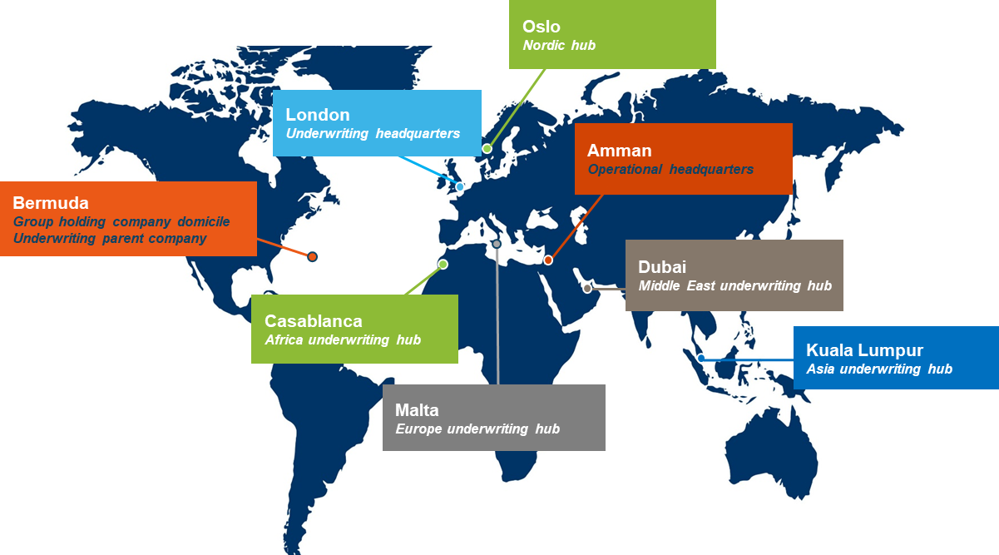 Oslo
Nordic hub
London
Underwriting headquarters
Amman
Operational headquarters
Bermuda
Group holding company domicile
Underwriting parent company
Dubai
Middle East underwriting hub
Casablanca
Africa underwriting hub
Kuala Lumpur
Asia underwriting hub
Malta
Europe underwriting hub